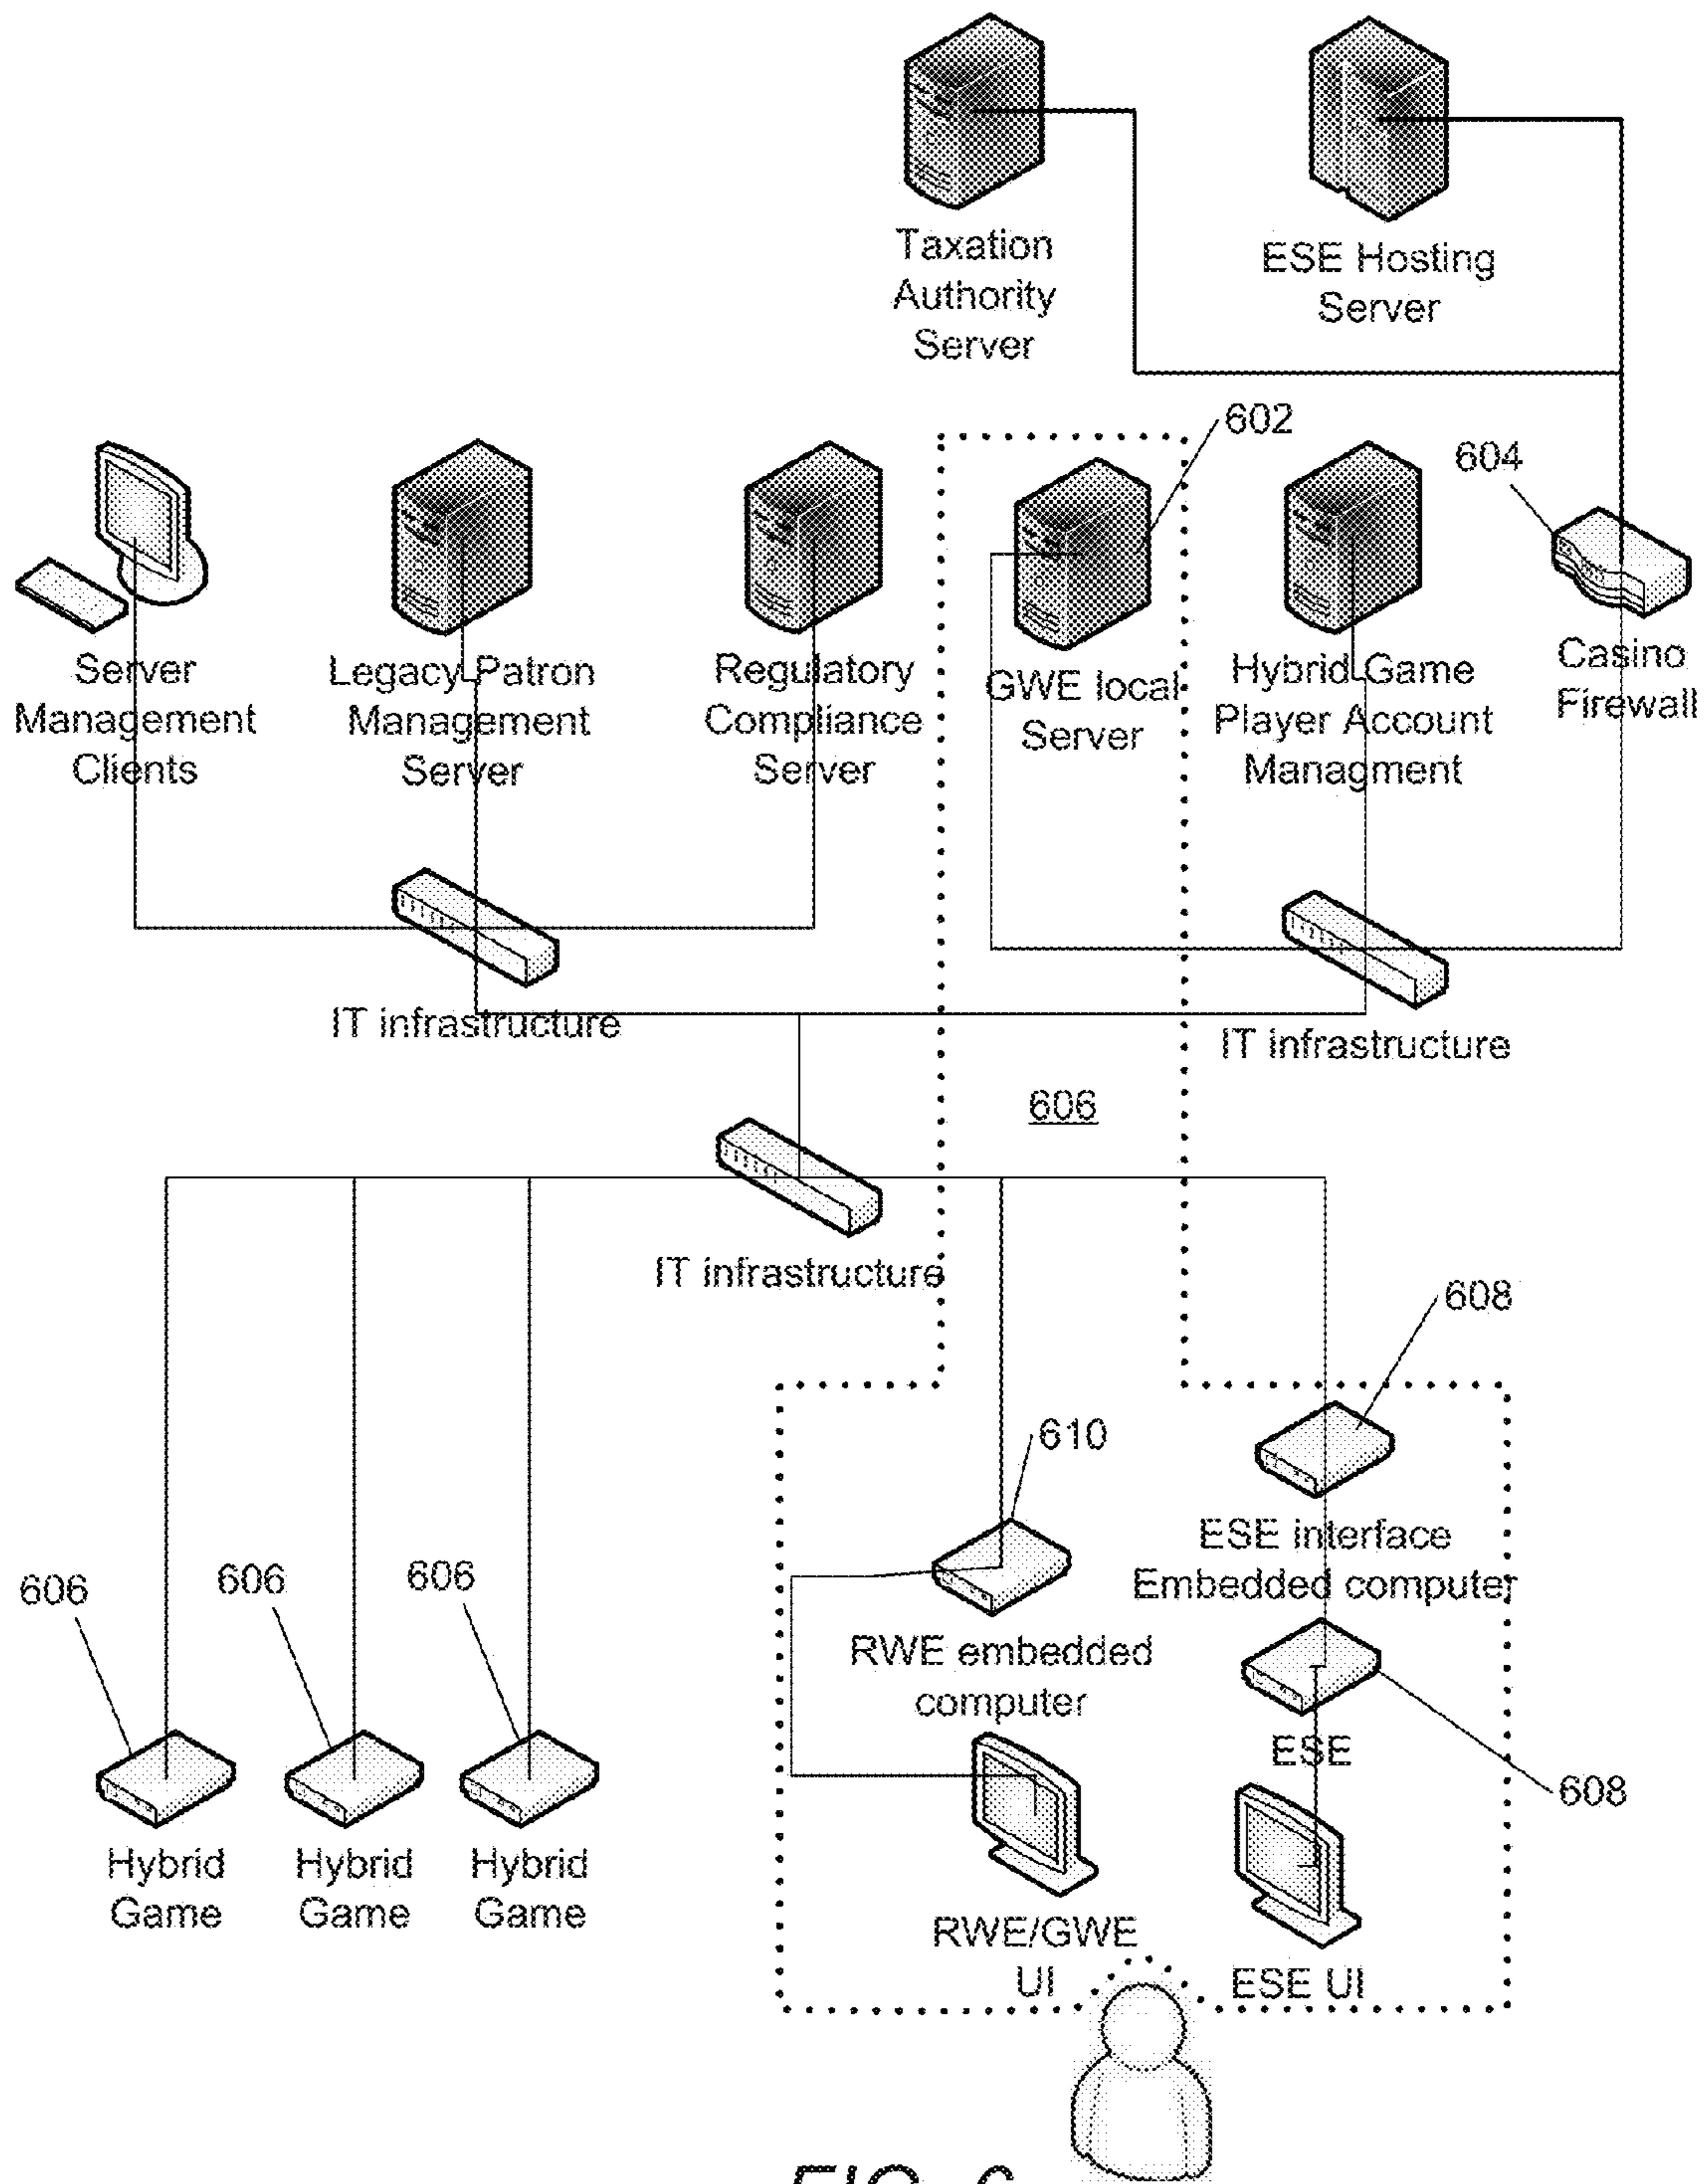 Taxation
Authority
Server
ESE Hosting
Server
602
604
Server
Management
Clients
Legacy Patron
Management
Server
Regulatory
Compliance
Server
GWE local
Server
Hybrid Game
Player Account
Managment
Casino
Firewall
IT infrastructure
IT infrastructure
606
IT infrastructure
608
610
ESE interface
Embedded computer
606
606
606
RWE embedded
computer
ESE
608
Hybrid
Game
Hybrid
Game
Hybrid
Game
RWE/GWE
UI
ESE UI
FIG. 6